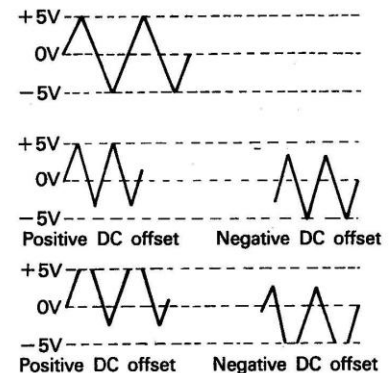 +5V
0V
−5V
+5V
0V
−5V
Positive DC offset Negative DC offset
+5V
0V
−5V
Positive DC offset Negative DC offset